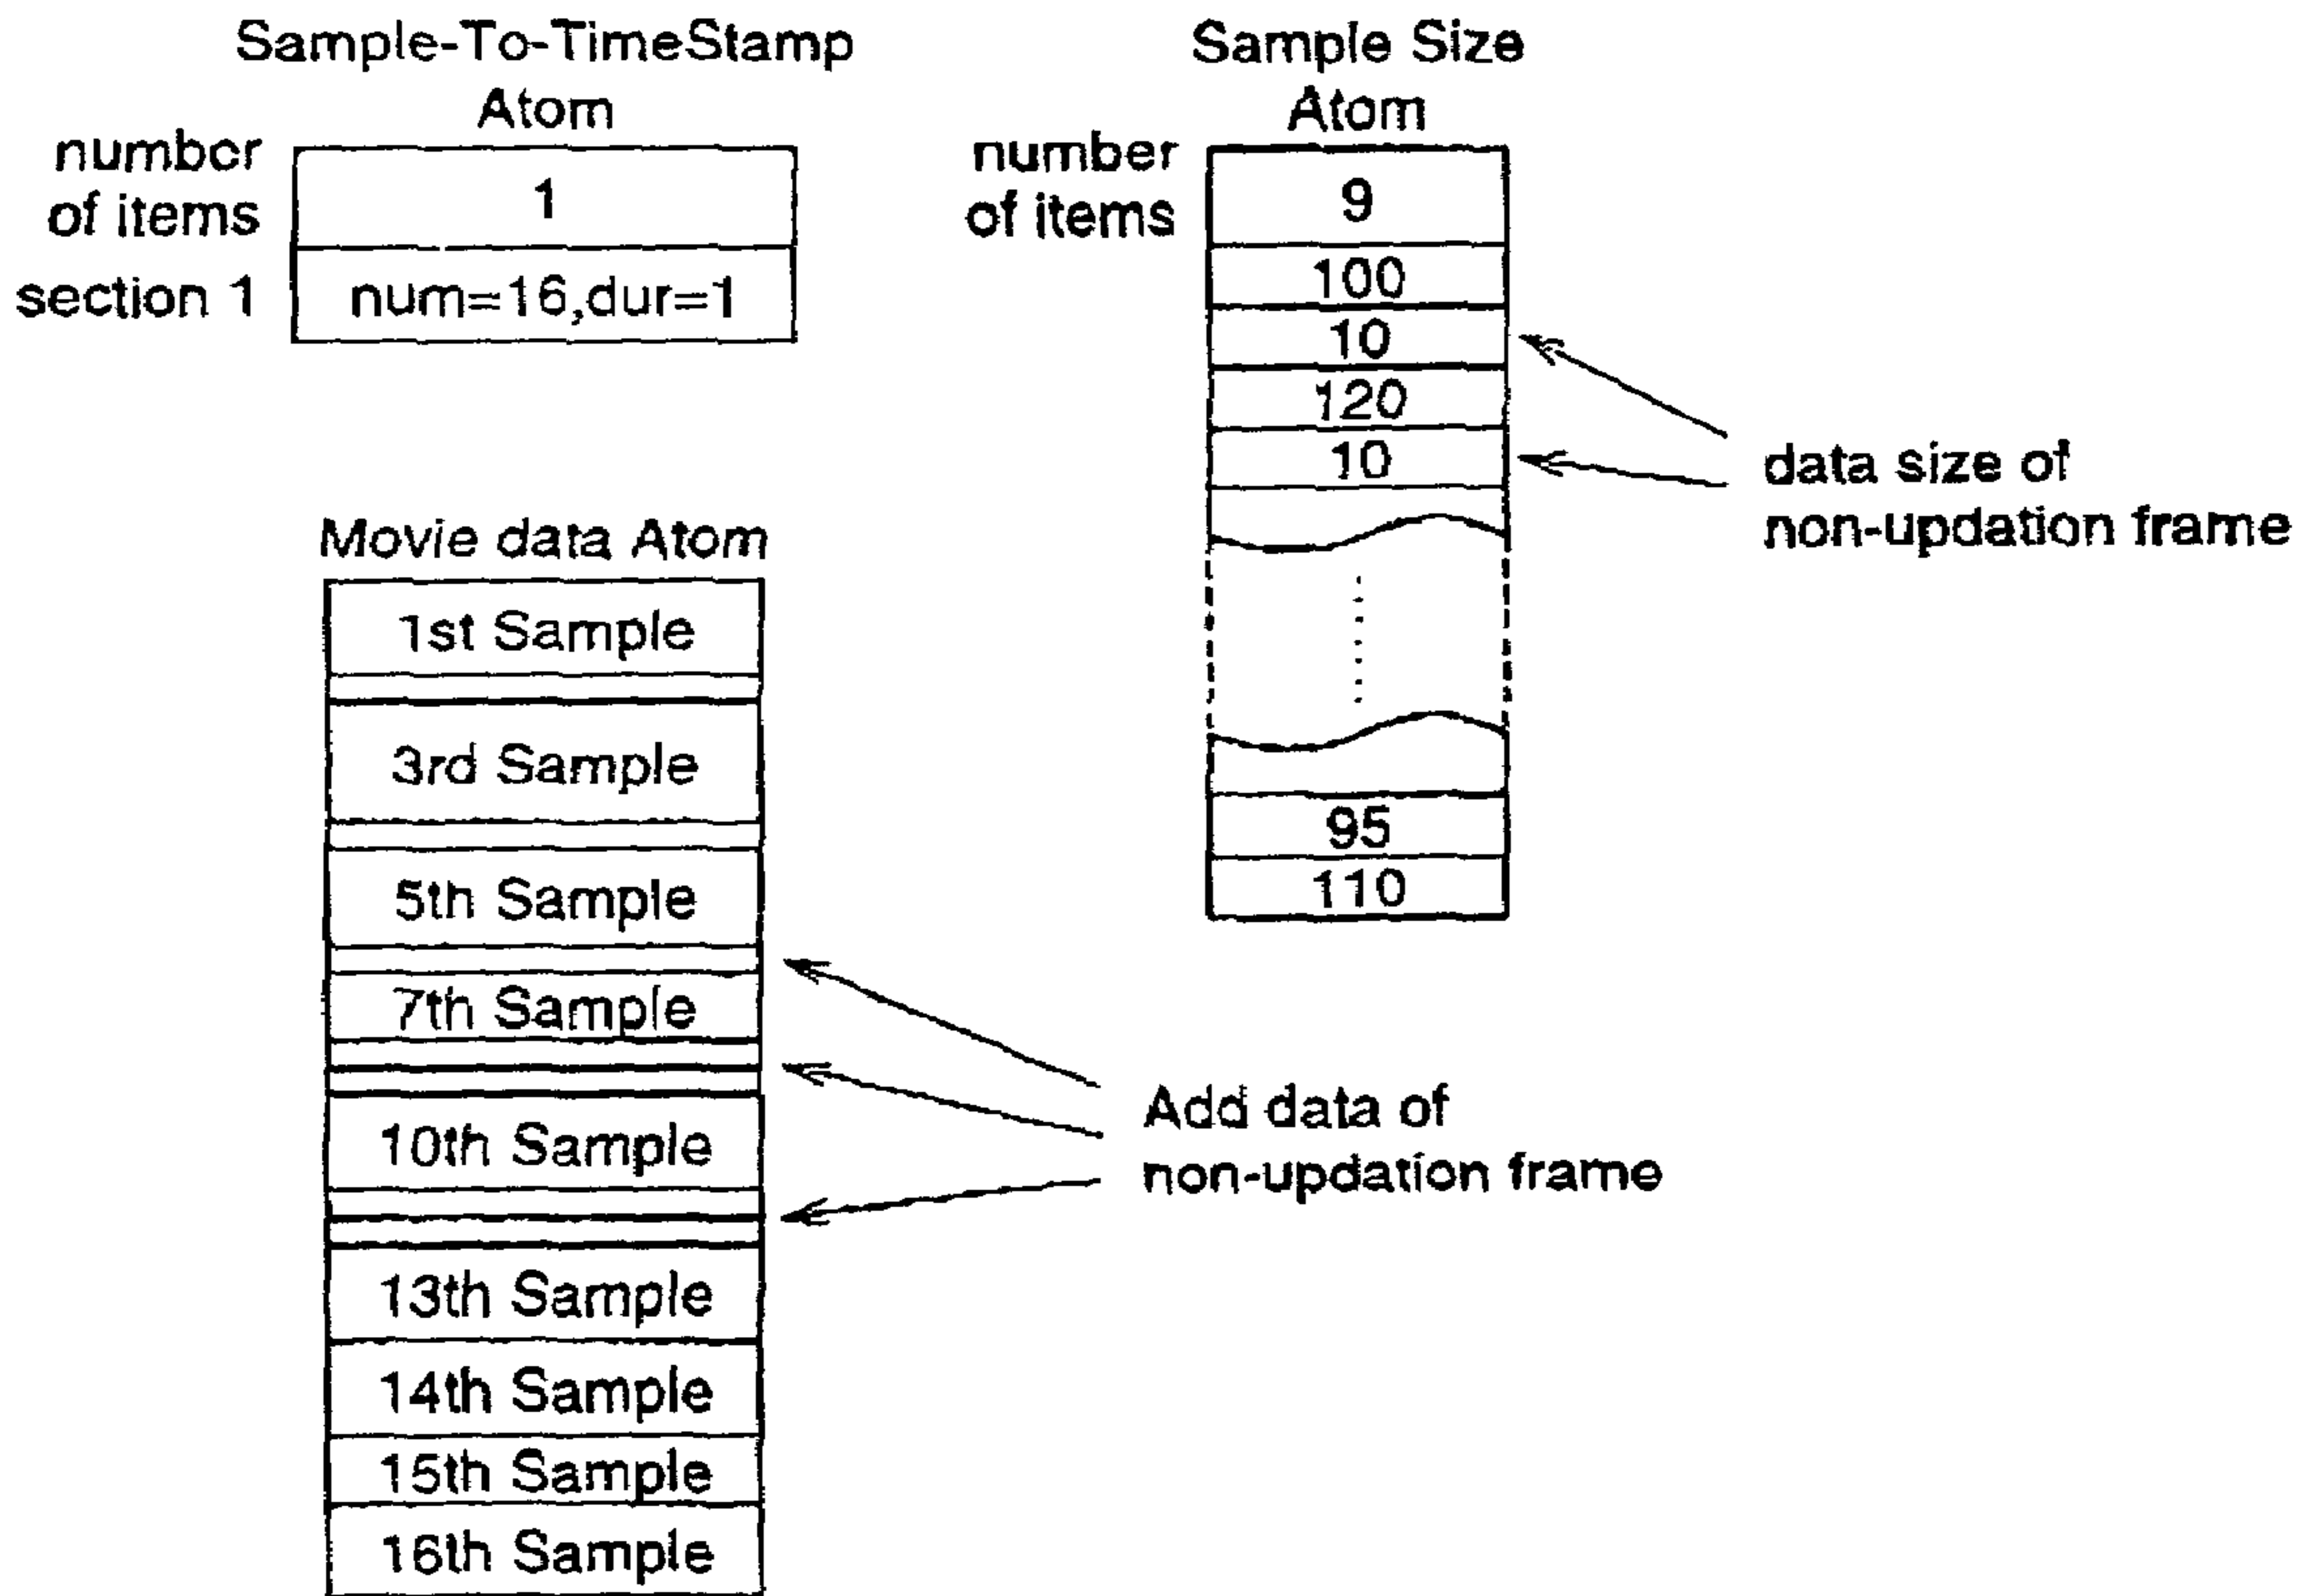 Sample-To-TimeStamp
Atom
number
of items
1
section 1
num=16,dur=1
Sample Size
Atom
number
of items
9
100
10
120
10
95
110
data size of
non-updation frame
Movie data Atom
1st Sample
3rd Sample
5th Sample
7th Sample
10th Sample
13th Sample
14th Sample
15th Sample
16th Sample
Add data of
non-updation frame